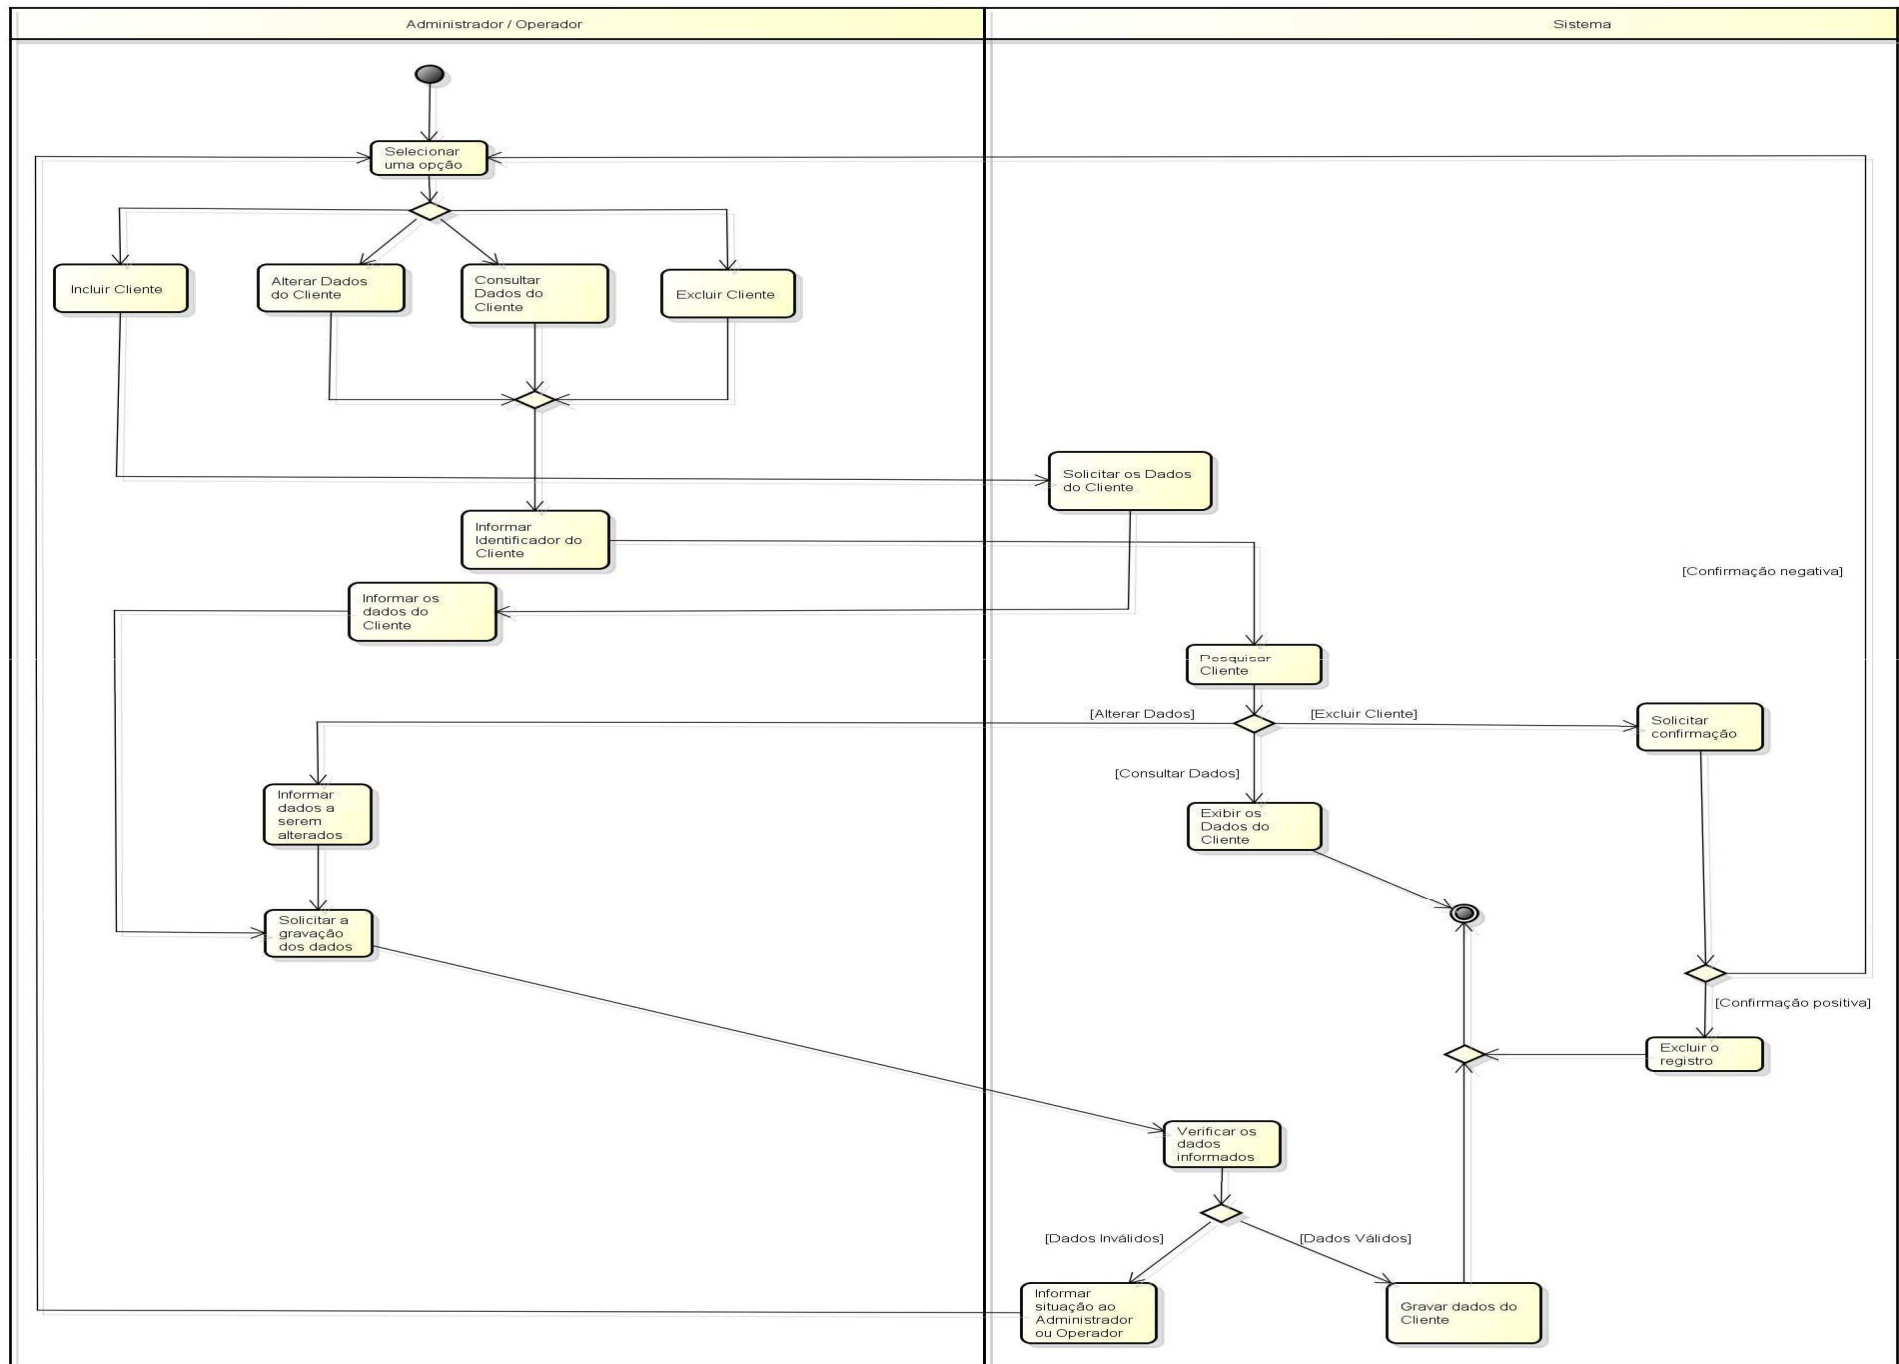 Administrador / Operador
Sistema
Selecionar
uma opção
Incluir Cliente
Alterar Dados
do Cliente
Consultar
Dados do
Cliente
Excluir Cliente
Solicitar os Dados
do Cliente
Informar
Identificador do
Cliente
[Confirmação negativa]
Informar os
dados do
Cliente
Pesquisar
Cliente
[Alterar Dados]
[Excluir Cliente]
Solicitar
confirmação
[Consultar Dados]
Informar
dados a
serem
alterados
Exibir os
Dados do
Cliente
Solicitar a
gravação
dos dados
[Confirmação positiva]
Excluir o
registro
Verificar os
dados
informados
[Dados Inválidos]
[Dados Válidos]
Informar
situação ao
Administrador
ou Operador
Gravar dados do
Cliente